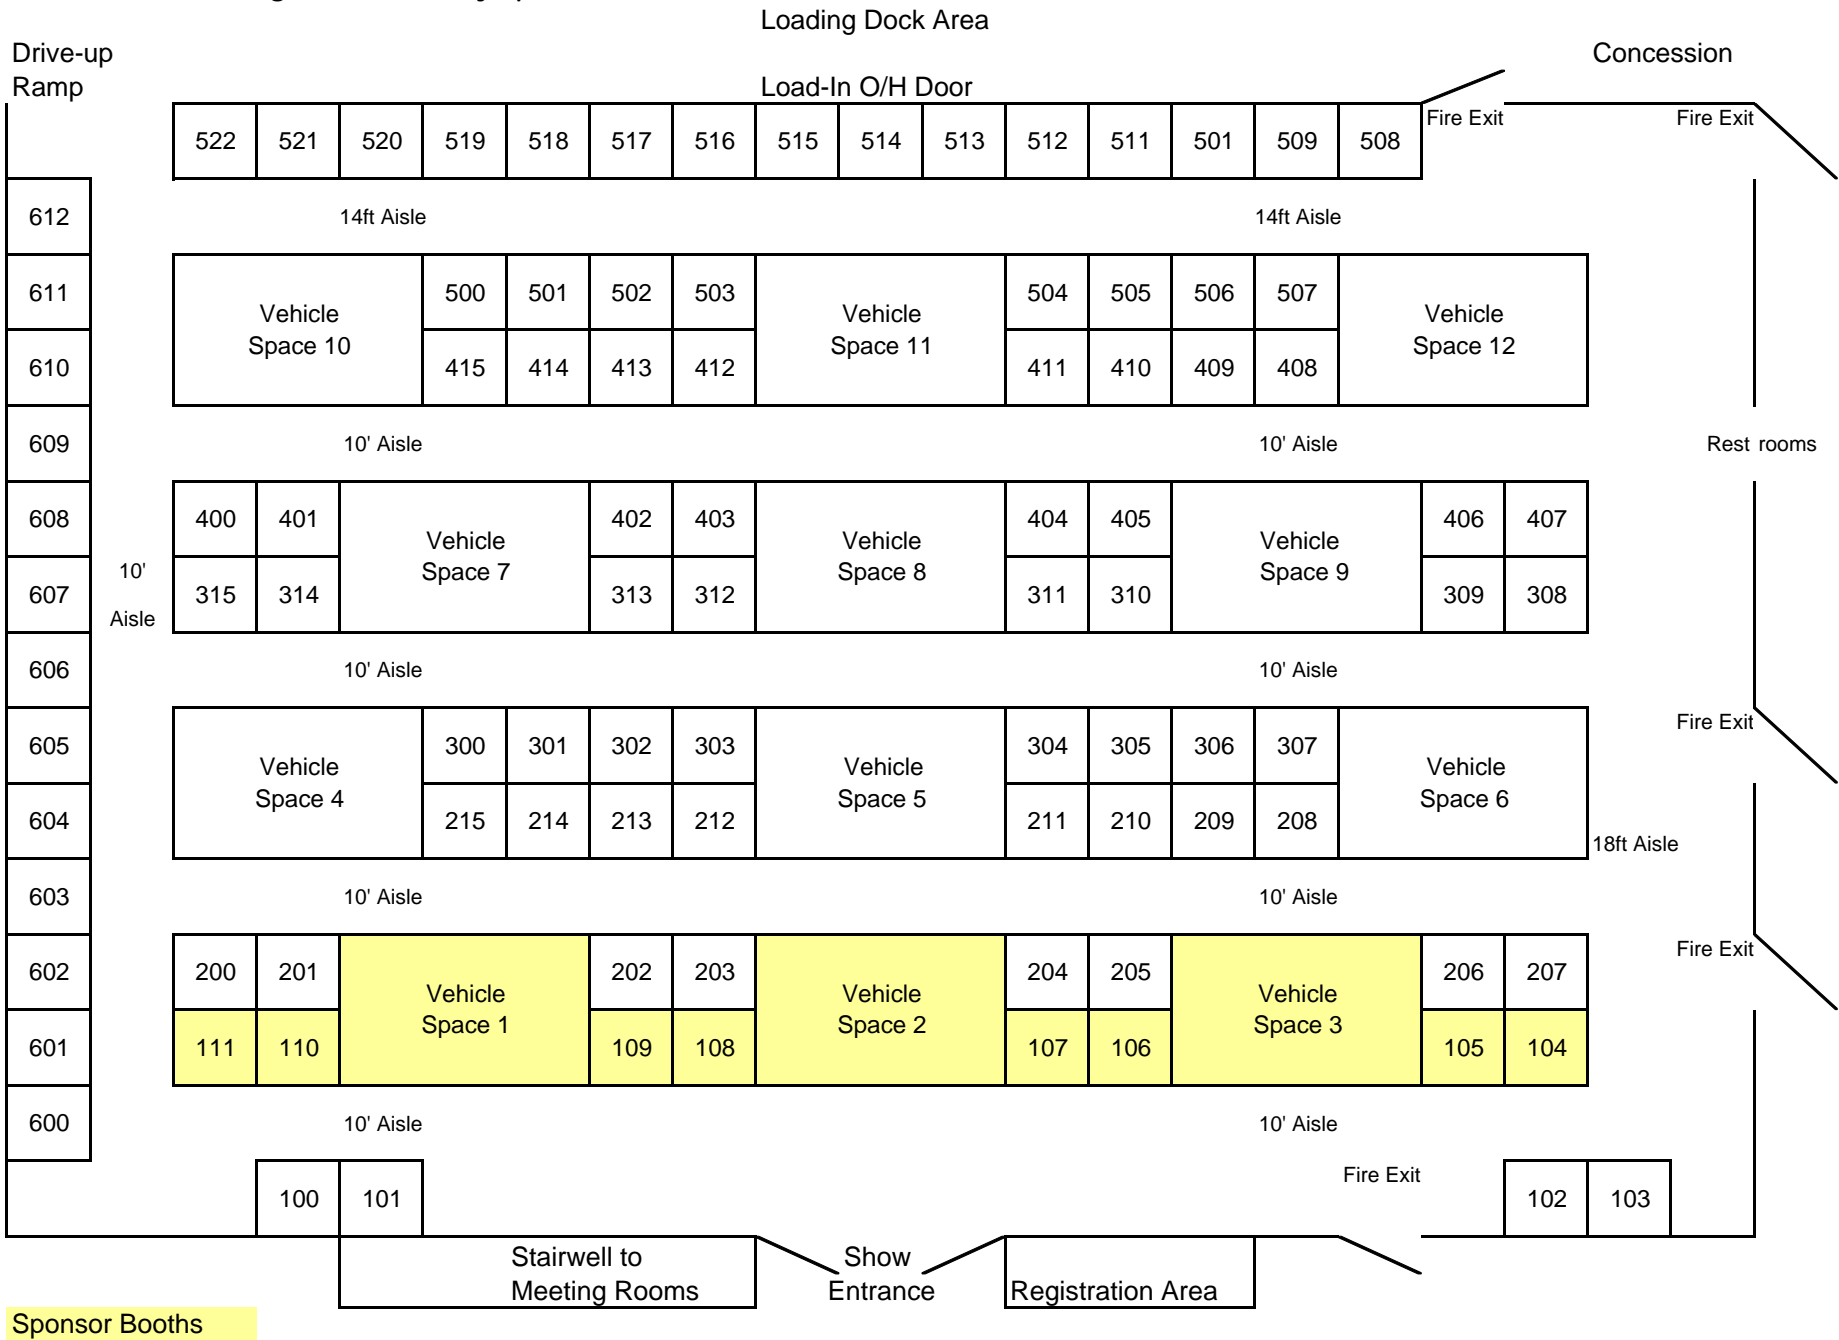 Loading Dock Area
Drive-up
Ramp
Concession
Load-In O/H Door
Fire Exit
Fire Exit
522 521 520 519 518 517 516 515 514 513 512 511 501 509 508
612
14ft Aisle 14ft Aisle
611
500 501 502 503 504 505 506 507
Vehicle
Space 10
Vehicle
Space 11
Vehicle
Space 12
610
415 414 413 412 411 410 409 408
609
10' Aisle 10' Aisle
Rest rooms
608
400 401 402 403 404 405 406 407
Vehicle
Space 7
Vehicle
Space 8
Vehicle
Space 9
10'
Aisle
607
315 314 313 312 311 310 309 308
606
10' Aisle 10' Aisle
605
300 301 302 303 304 305 306 307
Fire Exit
Vehicle
Space 4
Vehicle
Space 5
Vehicle
Space 6
604
215 214 213 212 211 210 209 208
18ft Aisle
603
10' Aisle 10' Aisle
602
200 201 202 203 204 205 206 207
Fire Exit
Vehicle
Space 1
Vehicle
Space 2
Vehicle
Space 3
601
111 110 109 108 107 106 105 104
600
10' Aisle 10' Aisle
Fire Exit
100 101 102 103
Stairwell to
Meeting Rooms
Show
Entrance
Registration Area
Sponsor Booths